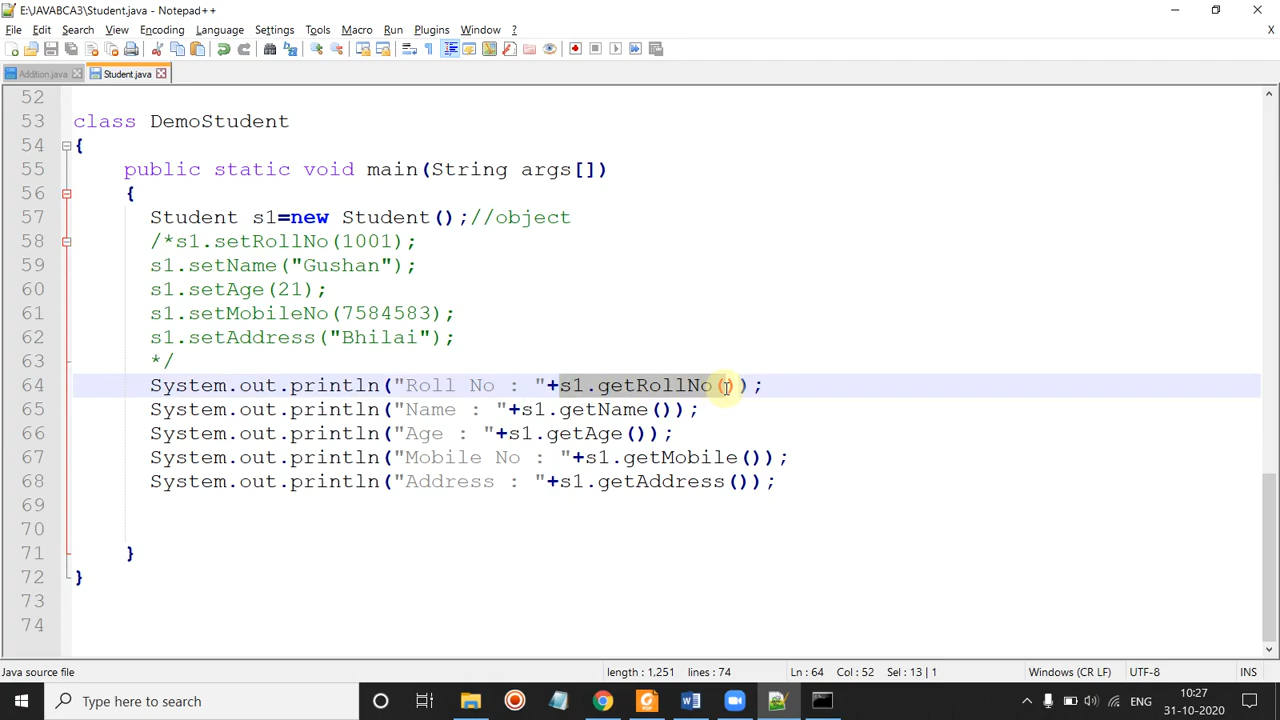 E:\JAVABCA3\Student.java - Notepad++
File Edit Search View Encoding Language Settings Tools Macro Run Plugins Window ? X
Addition.java Student.java
52
53 class DemoStudent
54 {
55 public static void main(String args[])
56 {
57 Student s1=new Student();//object
58 /*s1.setRollNo(1001);
59 s1.setName("Gushan");
60 s1.setAge(21);
61 s1.setMobileNo(7584583);
62 s1.setAddress("Bhilai");
63 */
64 System.out.println("Roll No : "+s1.getRollNo());
65 System.out.println("Name : "+s1.getName());
66 System.out.println("Age : "+s1.getAge());
67 System.out.println("Mobile No : "+s1.getMobile());
68 System.out.println("Address : "+s1.getAddress());
69
70
71 }
72 }
73
74
Java source file length : 1,251 lines : 74 Ln : 64 Col : 52 Sel : 13 | 1 Windows (CR LF) UTF-8 INS
Type here to search ENG 10:27
31-10-2020